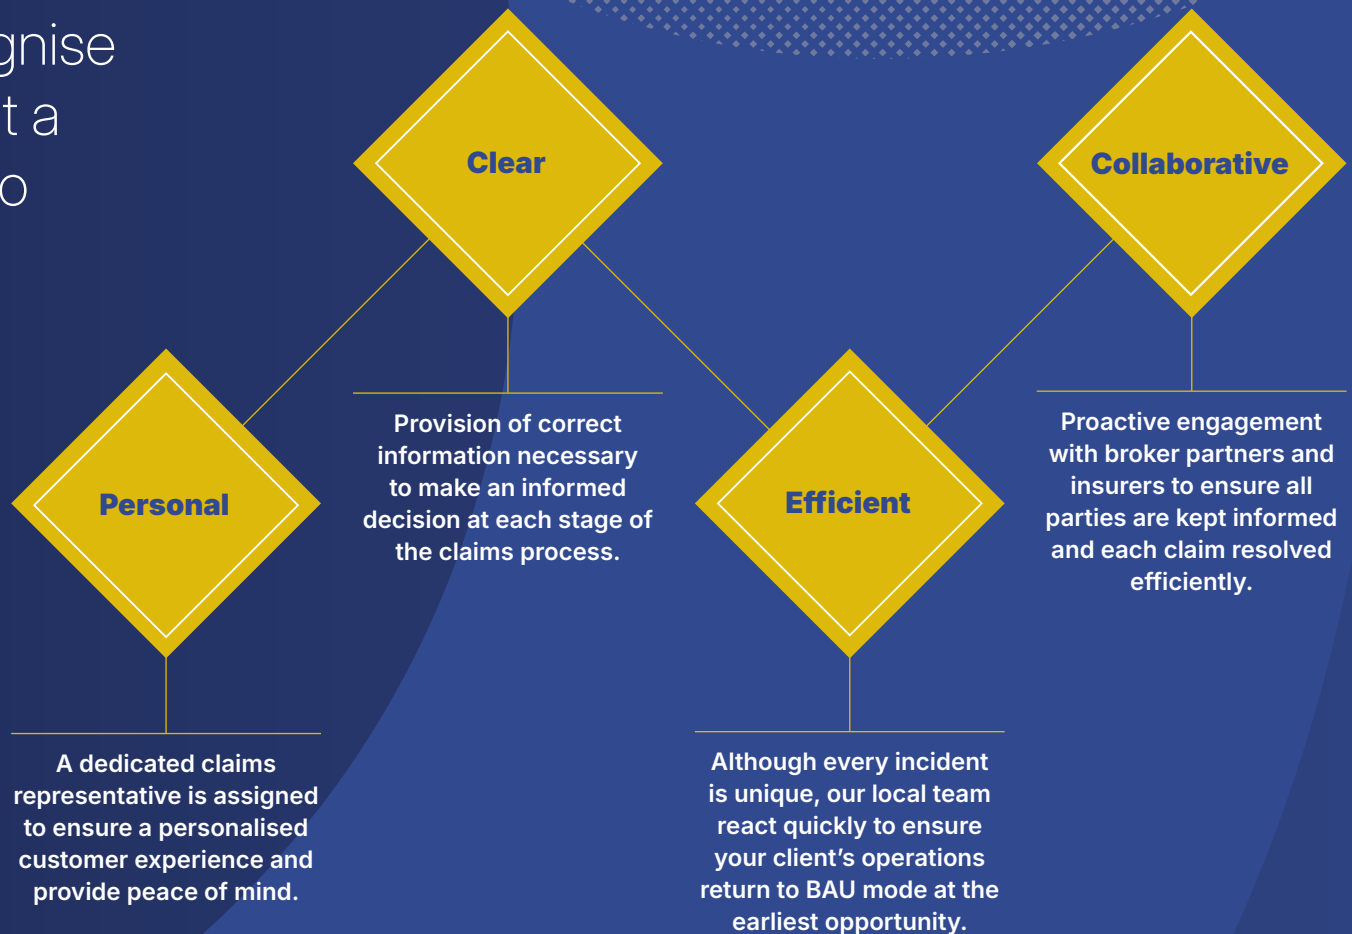 gnise
t a
o
Clear
Provision of correct
information necessary
to make an informed
decision at each stage of
the claims process.
Collaborative
Proactive engagement
with broker partners and
insurers to ensure all
parties are kept informed
and each claim resolved
efficiently.
Personal
A dedicated claims
representative is assigned
to ensure a personalised
customer experience and
provide peace of mind.
Efficient
Although every incident
is unique, our local team
react quickly to ensure
your client’s operations
return to BAU mode at the
earliest opportunity.